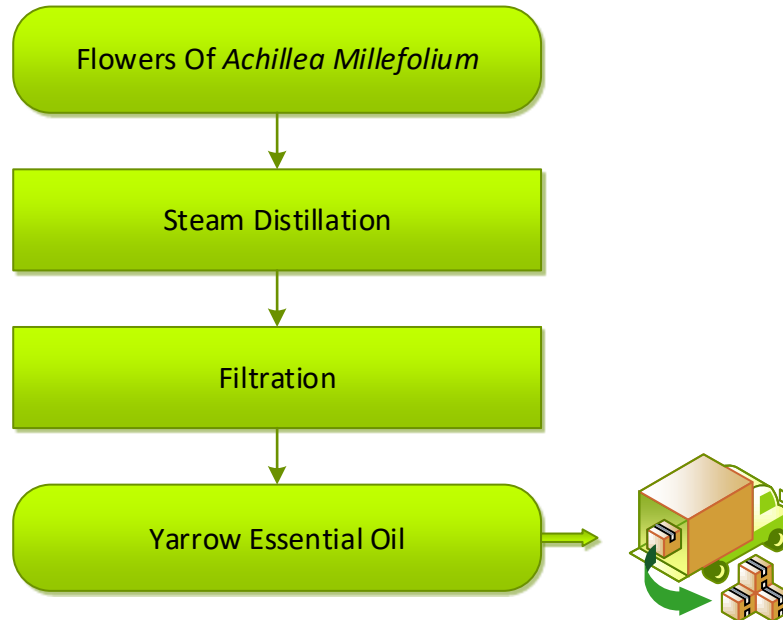 Flowers Of Achillea Millefolium
Steam Distillation
Filtration
Yarrow Essential Oil